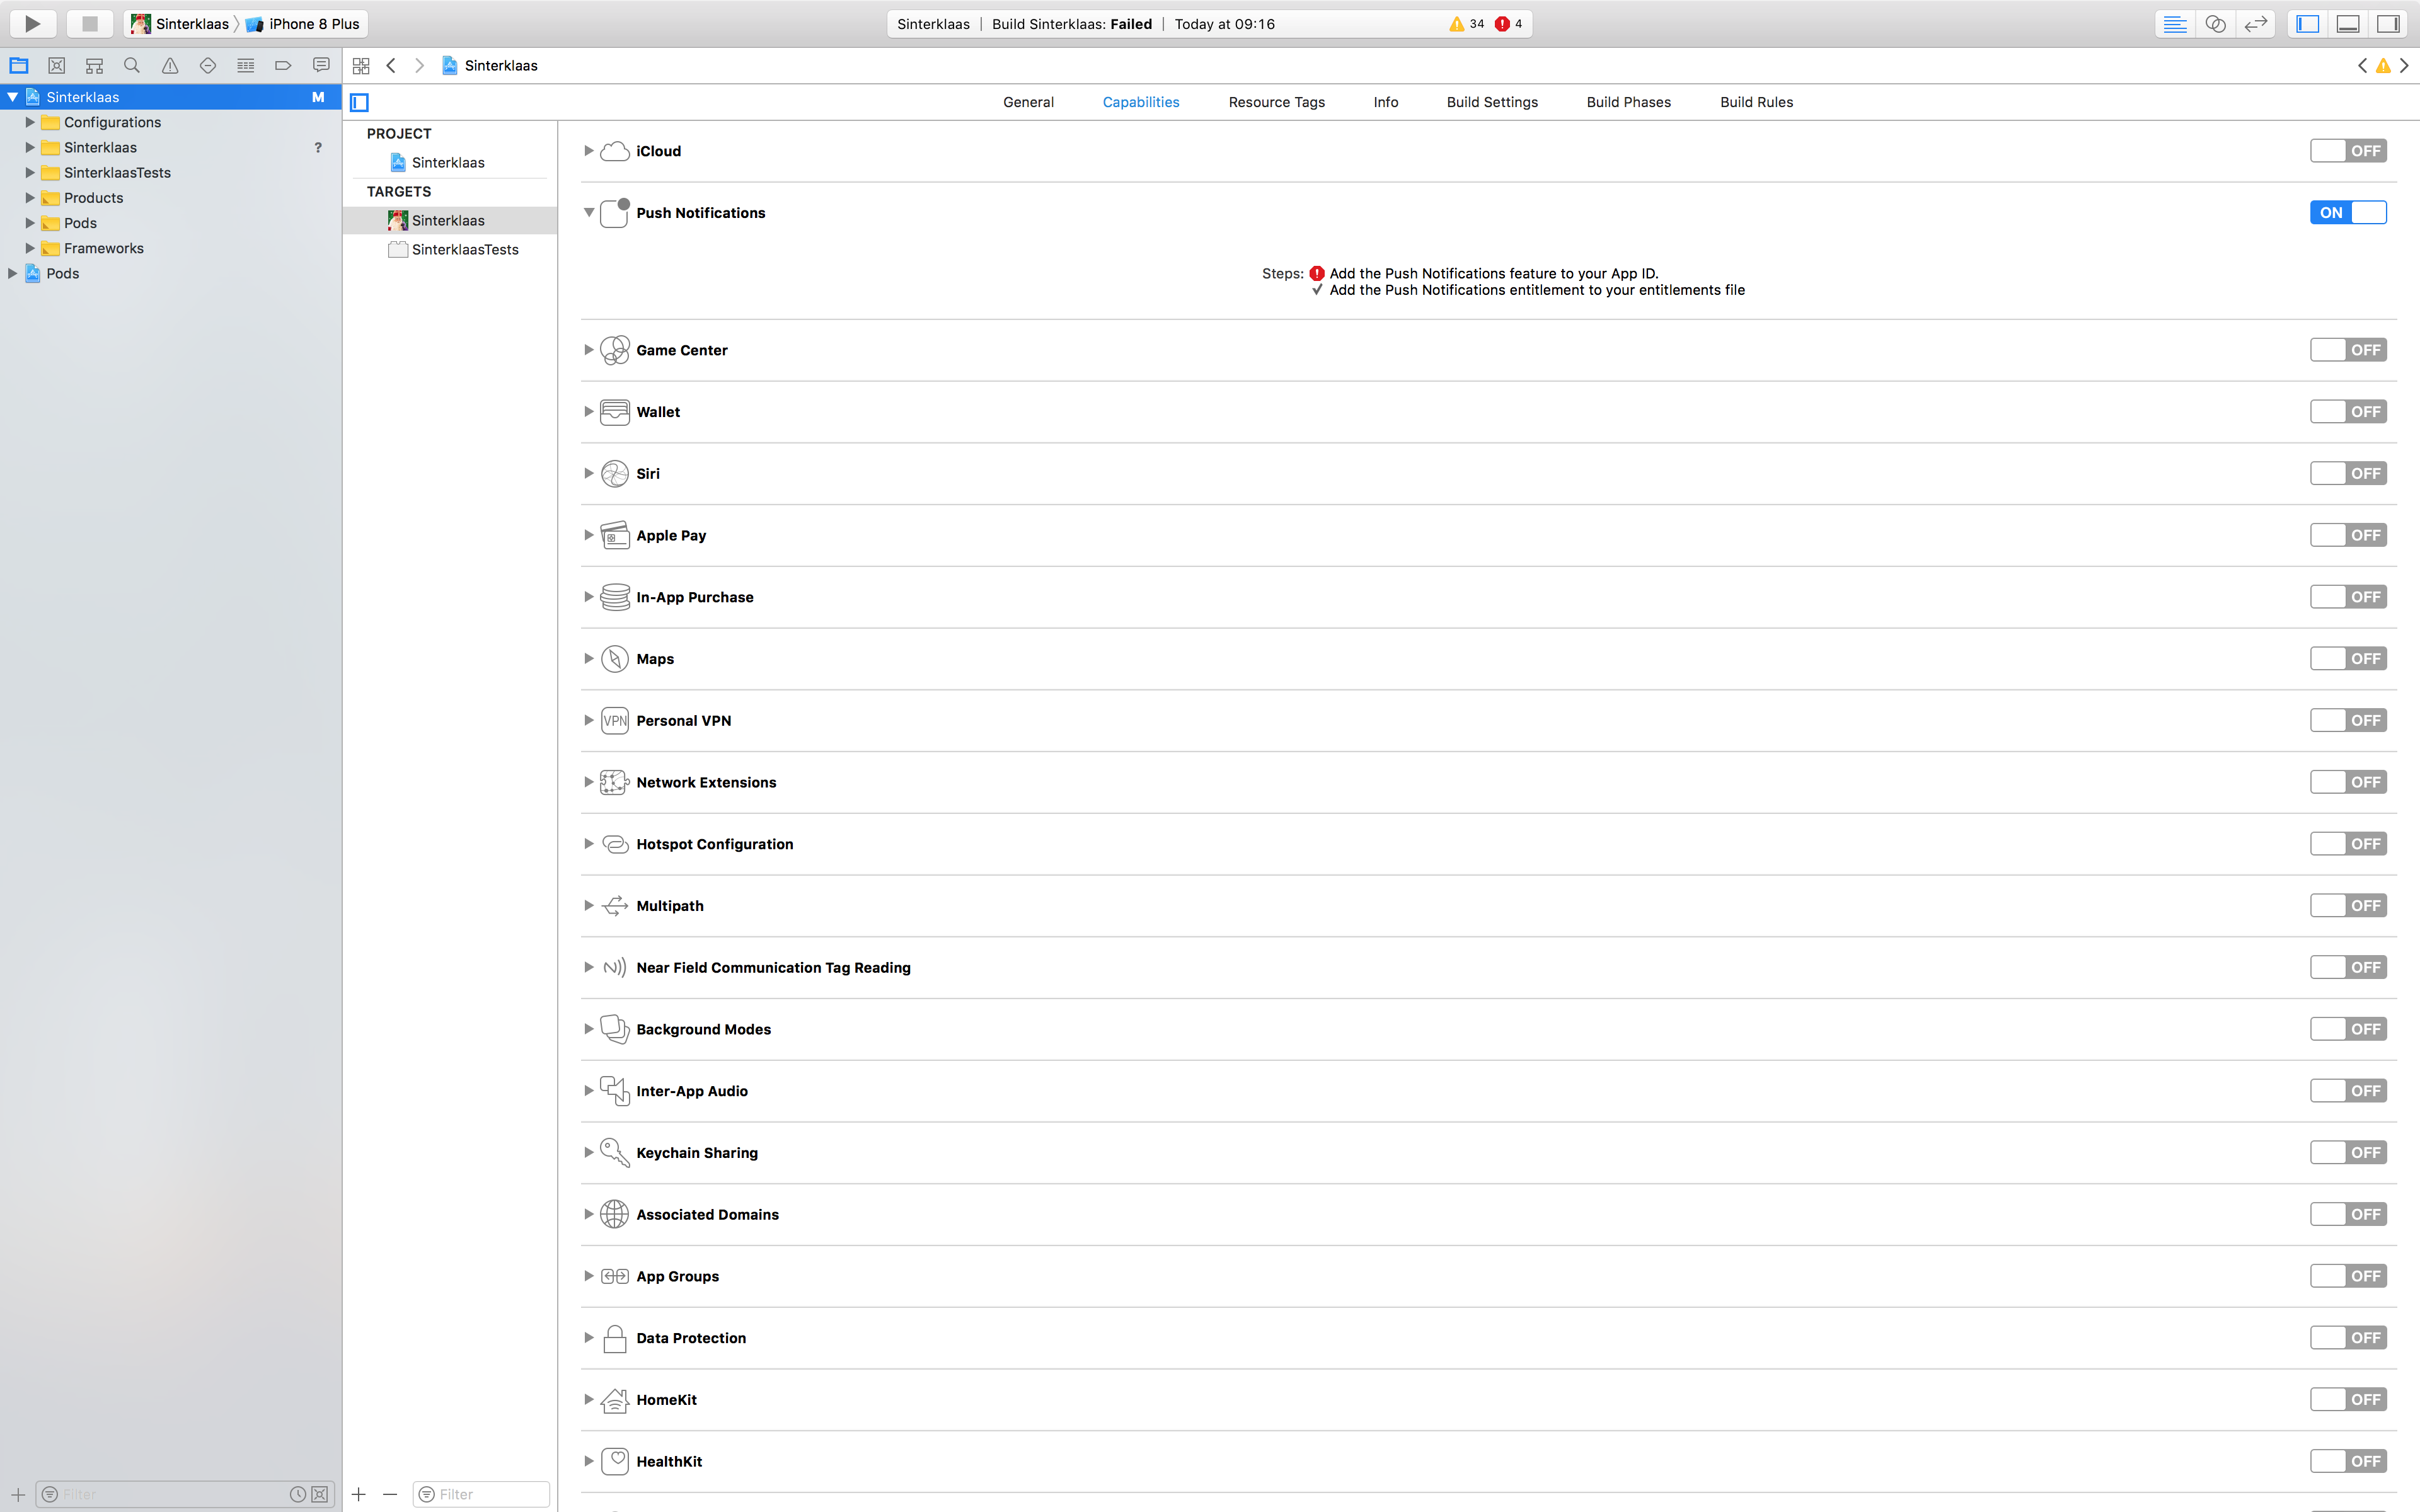 Sinterklaas iPhone 8 Plus
Sinterklaas | Build Sinterklaas: Failed | Today at 09:16 34 4
Sinterklaas
Sinterklaas M
Configurations
Sinterklaas ?
SinterklaasTests
Products
Pods
Frameworks
Pods
Filter
General Capabilities Resource Tags Info Build Settings Build Phases Build Rules
PROJECT
Sinterklaas
TARGETS
Sinterklaas
SinterklaasTests
Filter
iCloud OFF
Push Notifications ON
Steps: Add the Push Notifications feature to your App ID.
Add the Push Notifications entitlement to your entitlements file
Game Center OFF
Wallet OFF
Siri OFF
Apple Pay OFF
In-App Purchase OFF
Maps OFF
VPN Personal VPN OFF
Network Extensions OFF
Hotspot Configuration OFF
Multipath OFF
Near Field Communication Tag Reading OFF
Background Modes OFF
Inter-App Audio OFF
Keychain Sharing OFF
Associated Domains OFF
App Groups OFF
Data Protection OFF
HomeKit OFF
HealthKit OFF